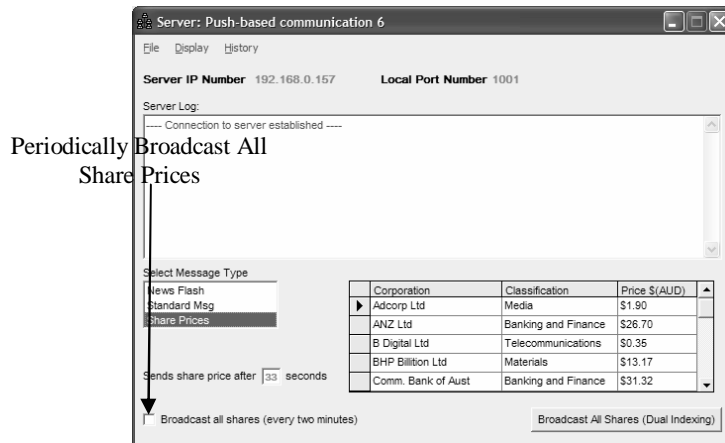 Server: Push-based communication 6
File Display History
Server IP Number 192.168.0.157 Local Port Number 1001
Server Log:
---- Connection to server established ----
Periodically Broadcast All
Share Prices
Select Message Type
News Flash
Standard Msg
Share Prices
Corporation Classification Price $(AUD)
Adcorp Ltd Media $1.90
ANZ Ltd Banking and Finance $26.70
B Digital Ltd Telecommunications $0.35
BHP Billition Ltd Materials $13.17
Comm. Bank of Aust Banking and Finance $31.32
Sends share price after 33 seconds
Broadcast all shares (every two minutes)
Broadcast All Shares (Dual Indexing)